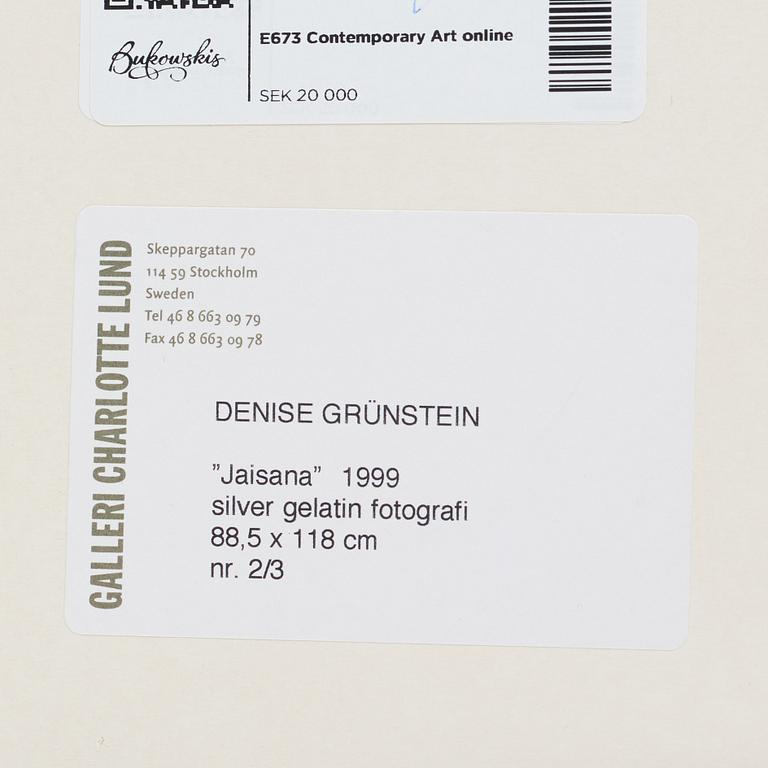 Bukowskis
E673 Contemporary Art online
SEK 20 000
GALLERI CHARLOTTE LUND
Skeppargatan 70
114 59 Stockholm
Sweden
Tel 46 8 663 09 79
Fax 46 8 663 09 78
DENISE GRÜNSTEIN
”Jaisana” 1999
silver gelatin fotografi
88,5 x 118 cm
nr. 2/3